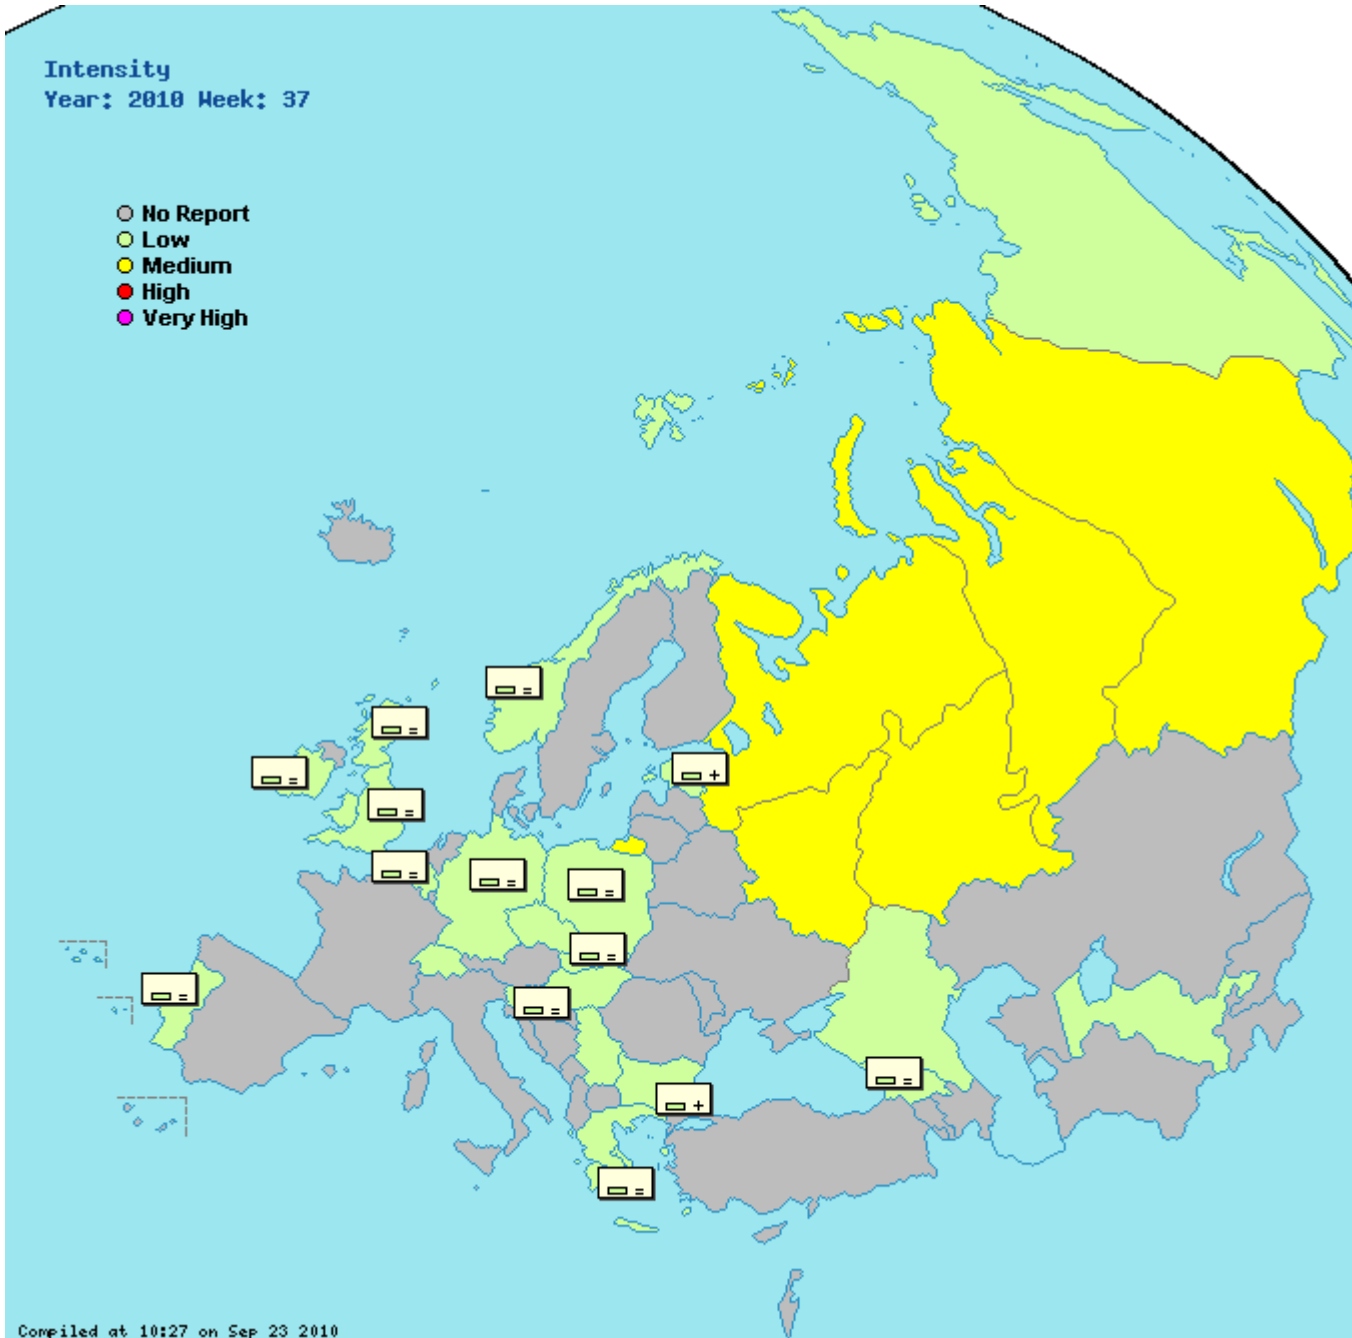 Intensity
Year: 2010 Week: 37
No Report
Low
Medium
High
Very High
=
=
= +
=
=
=
=
=
=
=
=
+
=
Compiled at 10:27 on Sep 23 2010